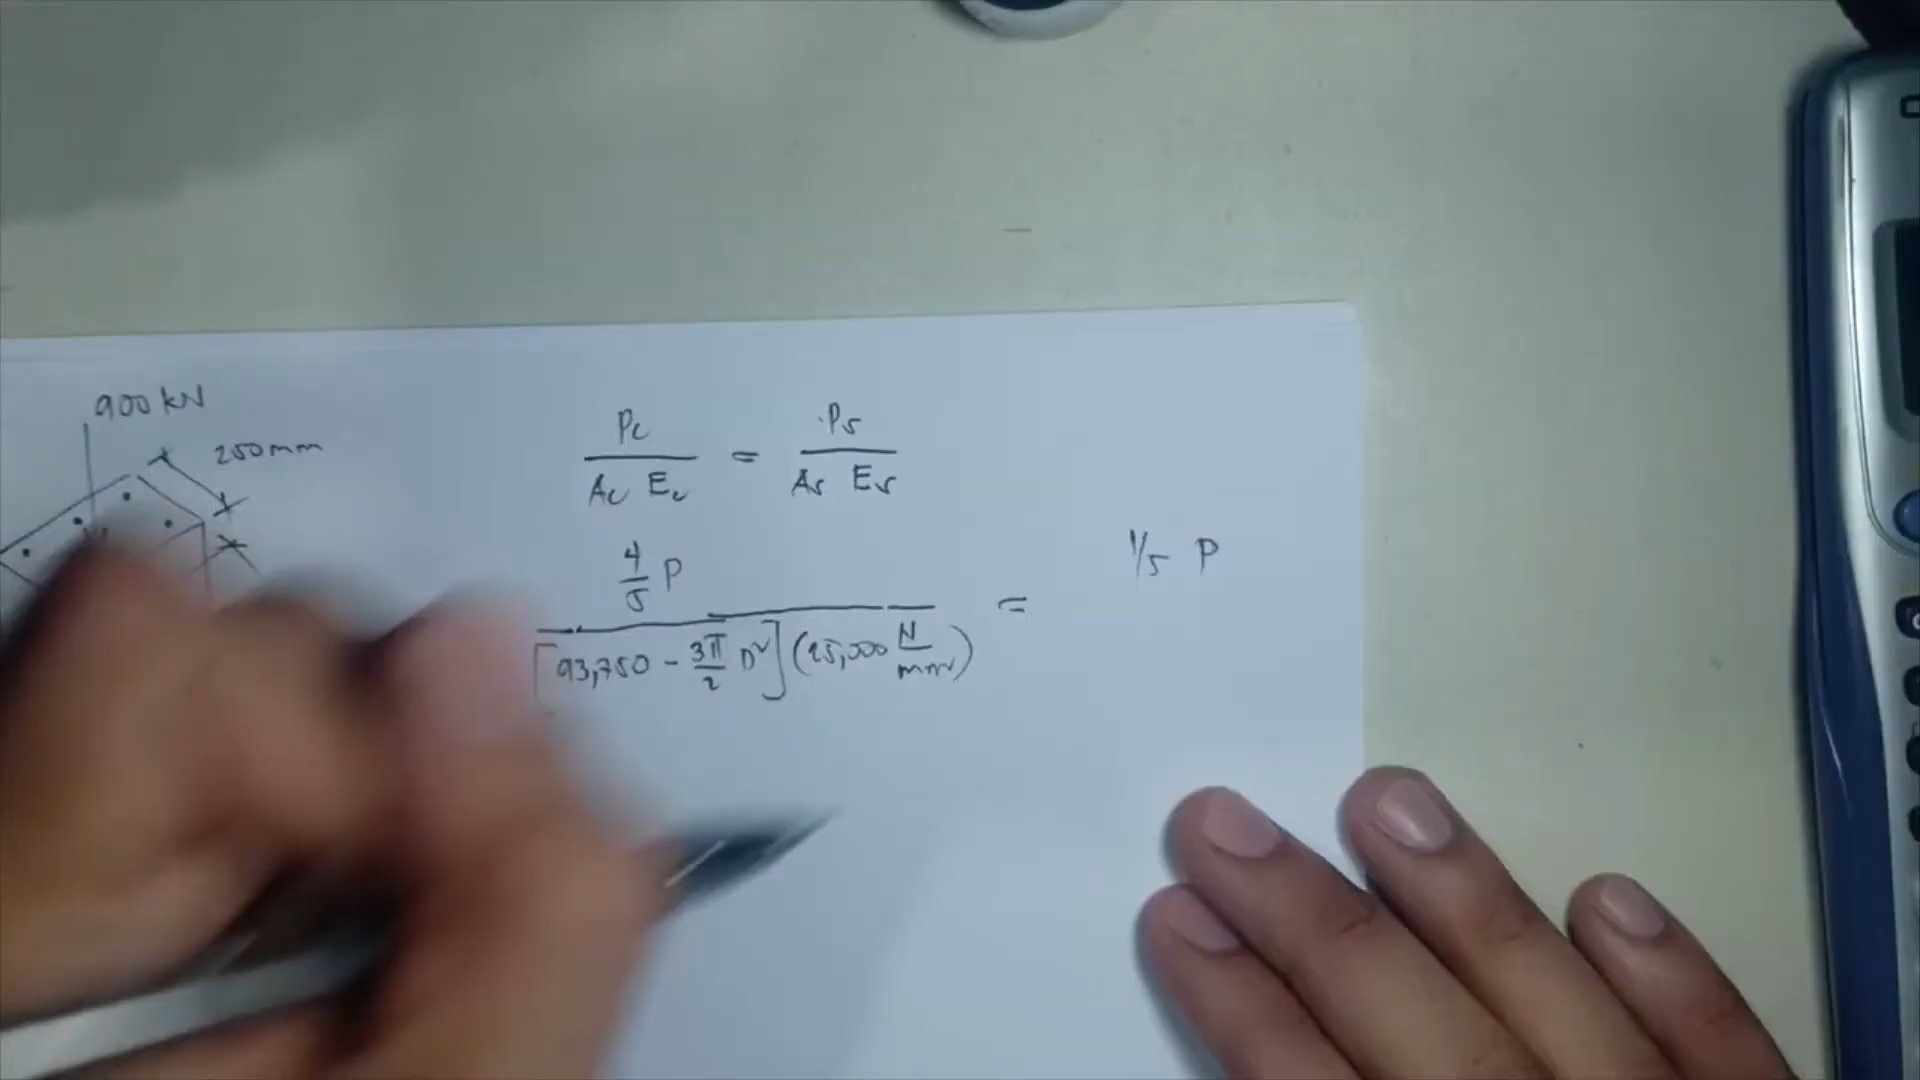 900 kN
250mm
Pc / Ac Ec = Ps / As Es
4/5 P / [93,750 - 3π/2 D²] (25,000 N/mm²) = 1/5 P